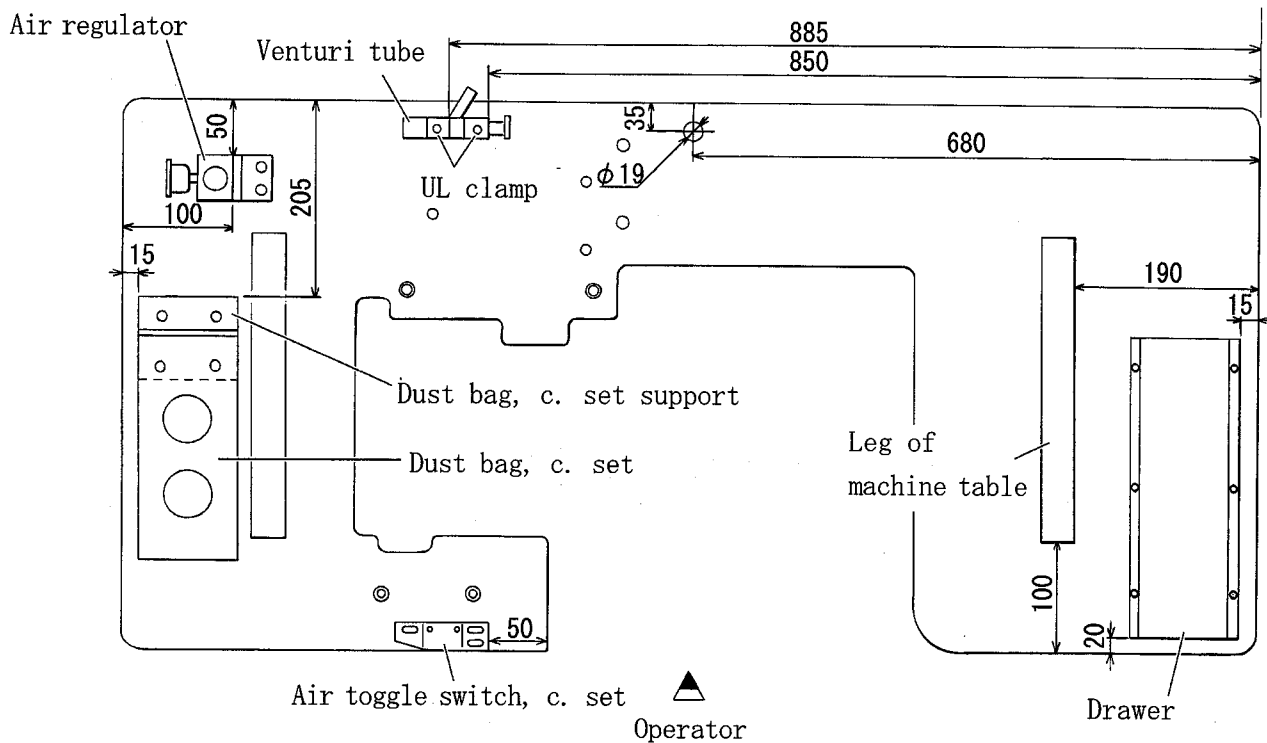 Air regulator
Venturi tube
885
850
50
35
680
φ19
205
UL clamp
100
15
190
15
Dust bag, c. set support
Dust bag, c. set
Leg of
machine table
100
20
50
Air toggle switch, c. set
Operator
Drawer